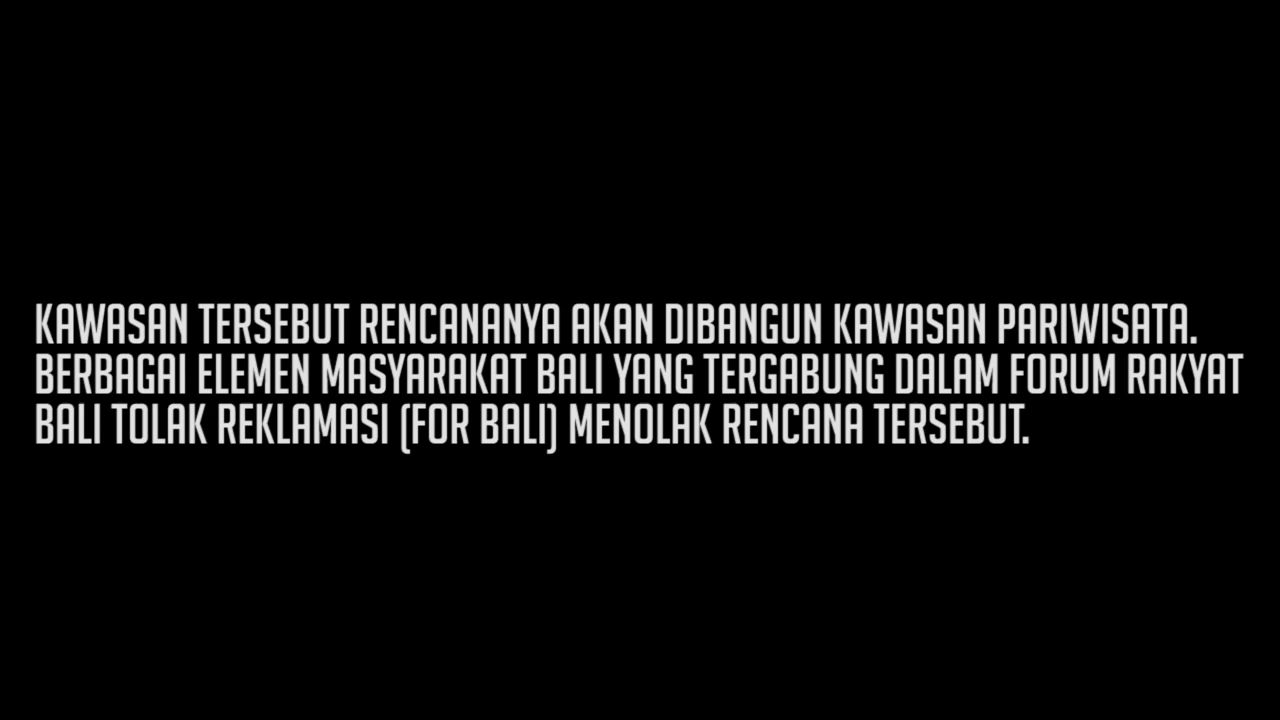 KAWASAN TERSEBUT RENCANANYA AKAN DIBANGUN KAWASAN PARIWISATA.
BERBAGAI ELEMEN MASYARAKAT BALI YANG TERGABUNG DALAM FORUM RAKYAT
BALI TOLAK REKLAMASI (FOR BALI) MENOLAK RENCANA TERSEBUT.